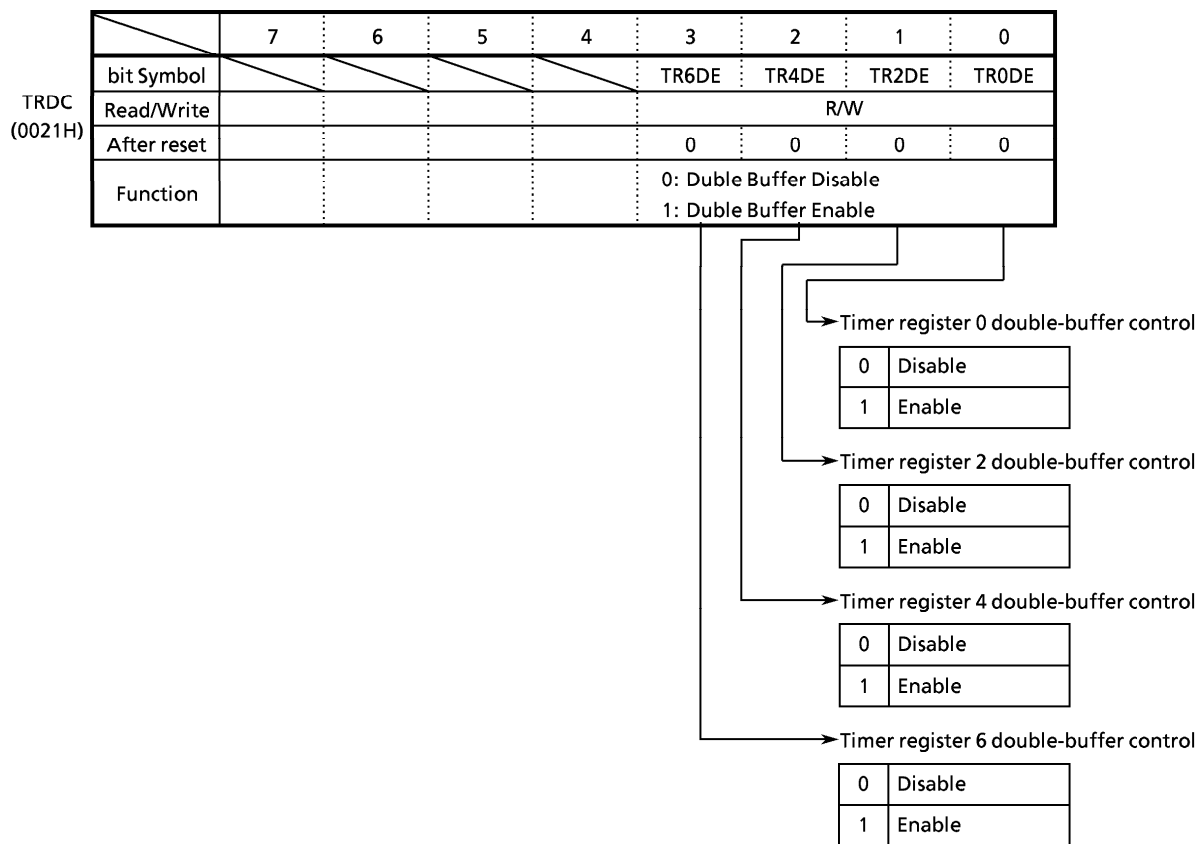 7 6 5 4 3 2 1 0
bit Symbol TR6DE TR4DE TR2DE TR0DE
TRDC
(0021H)
Read/Write R/W
After reset 0 0 0 0
Function 0: Duble Buffer Disable
1: Duble Buffer Enable
Timer register 0 double-buffer control
0 Disable
1 Enable
Timer register 2 double-buffer control
0 Disable
1 Enable
Timer register 4 double-buffer control
0 Disable
1 Enable
Timer register 6 double-buffer control
0 Disable
1 Enable